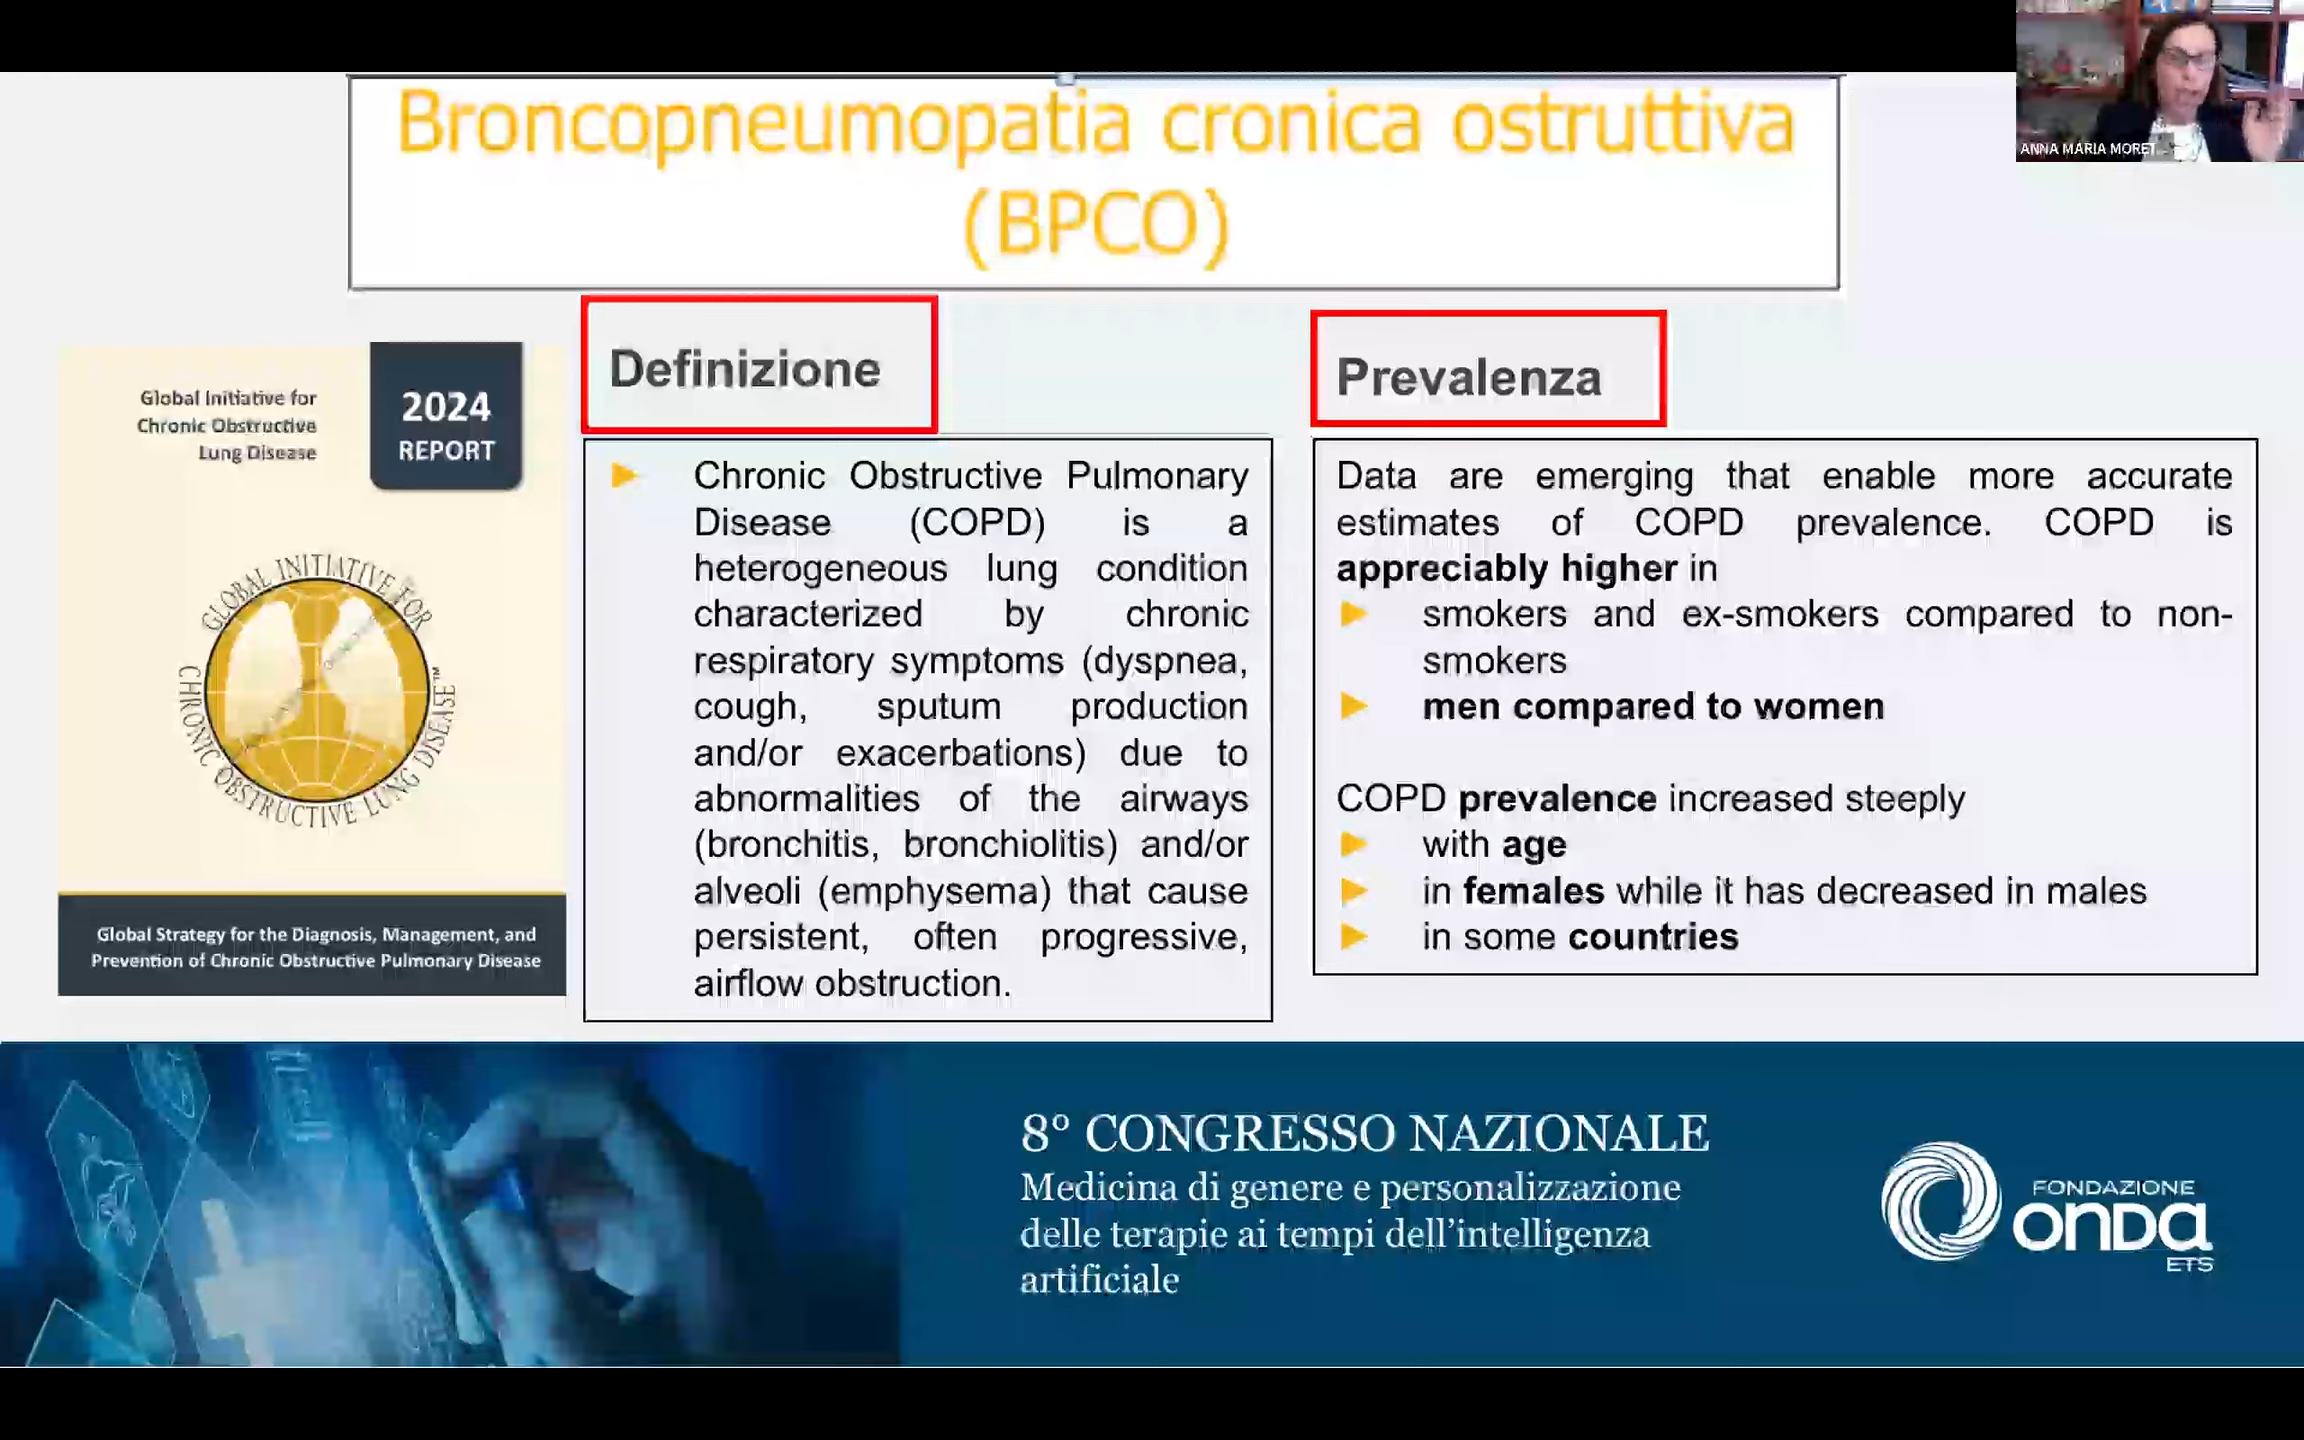 ANNA MARIA MORET
Broncopneumopatia cronica ostruttiva
(BPCO)
Global Initiative for
Chronic Obstructive
Lung Disease
2024
REPORT
GLOBAL INITIATIVE FOR
CHRONIC OBSTRUCTIVE LUNG DISEASE™
Global Strategy for the Diagnosis, Management, and
Prevention of Chronic Obstructive Pulmonary Disease
Definizione
► Chronic Obstructive Pulmonary
Disease (COPD) is a
heterogeneous lung condition
characterized by chronic
respiratory symptoms (dyspnea,
cough, sputum production
and/or exacerbations) due to
abnormalities of the airways
(bronchitis, bronchiolitis) and/or
alveoli (emphysema) that cause
persistent, often progressive,
airflow obstruction.
Prevalenza
Data are emerging that enable more accurate
estimates of COPD prevalence. COPD is
appreciably higher in
► smokers and ex-smokers compared to non-
smokers
► men compared to women
COPD prevalence increased steeply
► with age
► in females while it has decreased in males
► in some countries
8° CONGRESSO NAZIONALE
Medicina di genere e personalizzazione
delle terapie ai tempi dell'intelligenza
artificiale
FONDAZIONE
ONDA
ETS